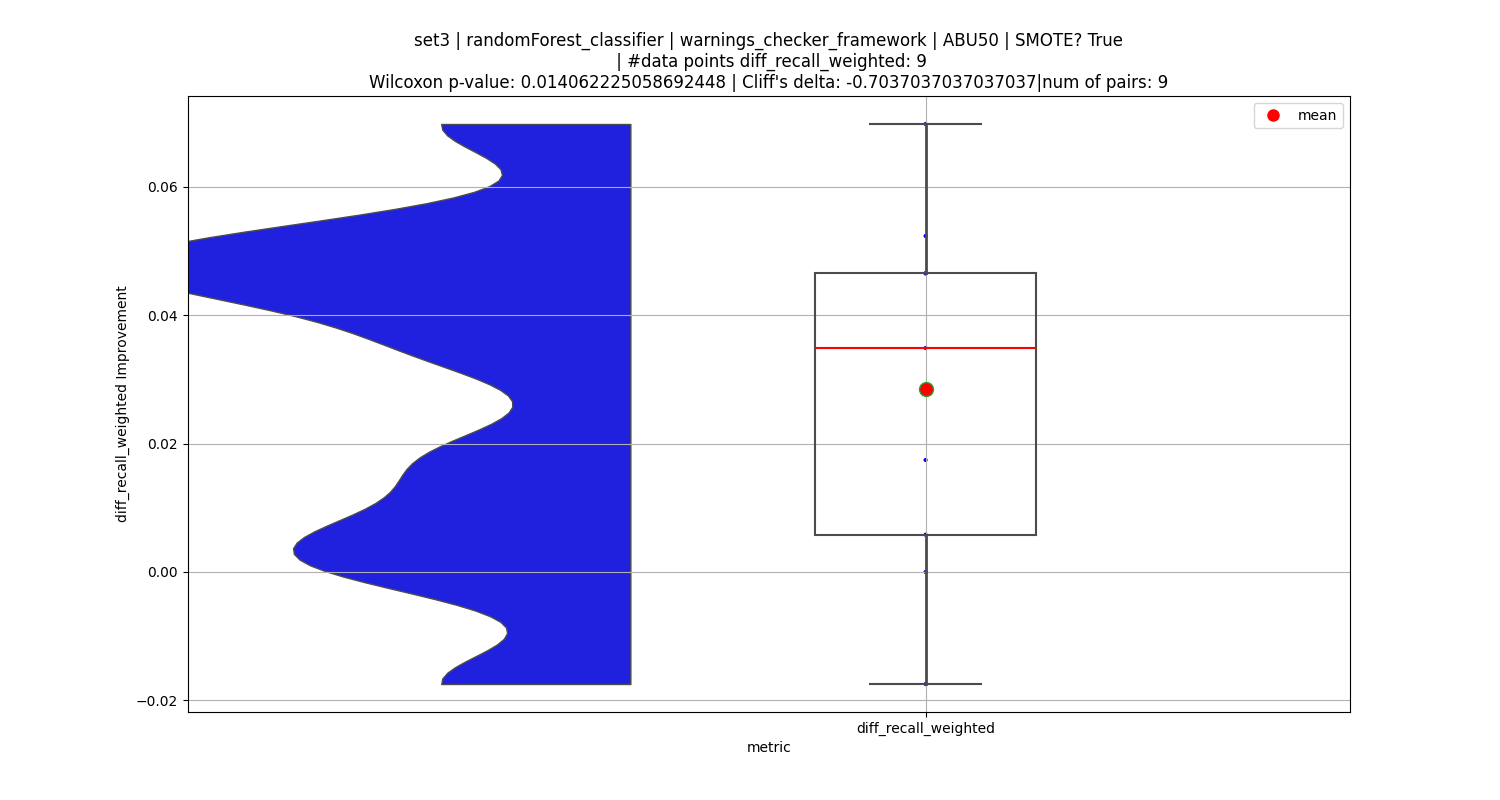 set3 | randomForest_classifier | warnings_checker_framework | ABU50 | SMOTE? True
| #data points diff_recall_weighted: 9
Wilcoxon p-value: 0.014062225058692448 | Cliff's delta: -0.7037037037037037|num of pairs: 9
mean
0.06
0.04
0.02
0.00
−0.02
diff_recall_weighted Improvement
diff_recall_weighted
metric